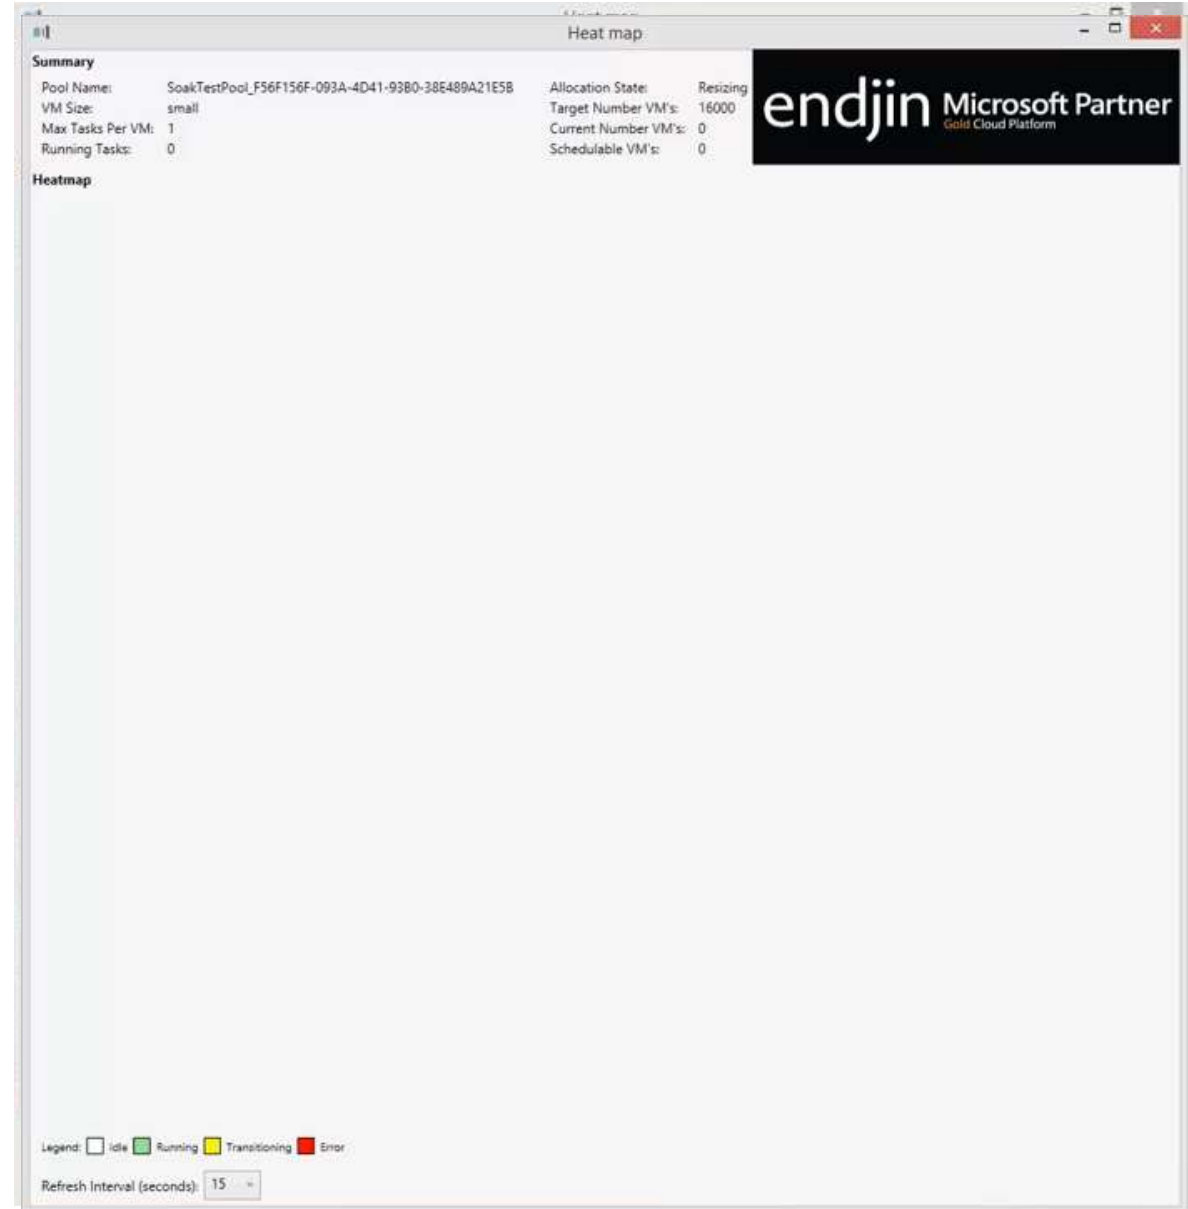 Heat map
Summary
Pool Name: SoakTestPool_F56F156F-093A-4D41-93B0-38E489A21E5B Allocation State: Resizing
VM Size: small Target Number VM's: 16000
Max Tasks Per VM: 1 Current Number VM's: 0
Running Tasks: 0 Schedulable VM's: 0
endjin Microsoft Partner
Gold Cloud Platform
Heatmap
Legend: Idle Running Transitioning Error
Refresh Interval (seconds): 15